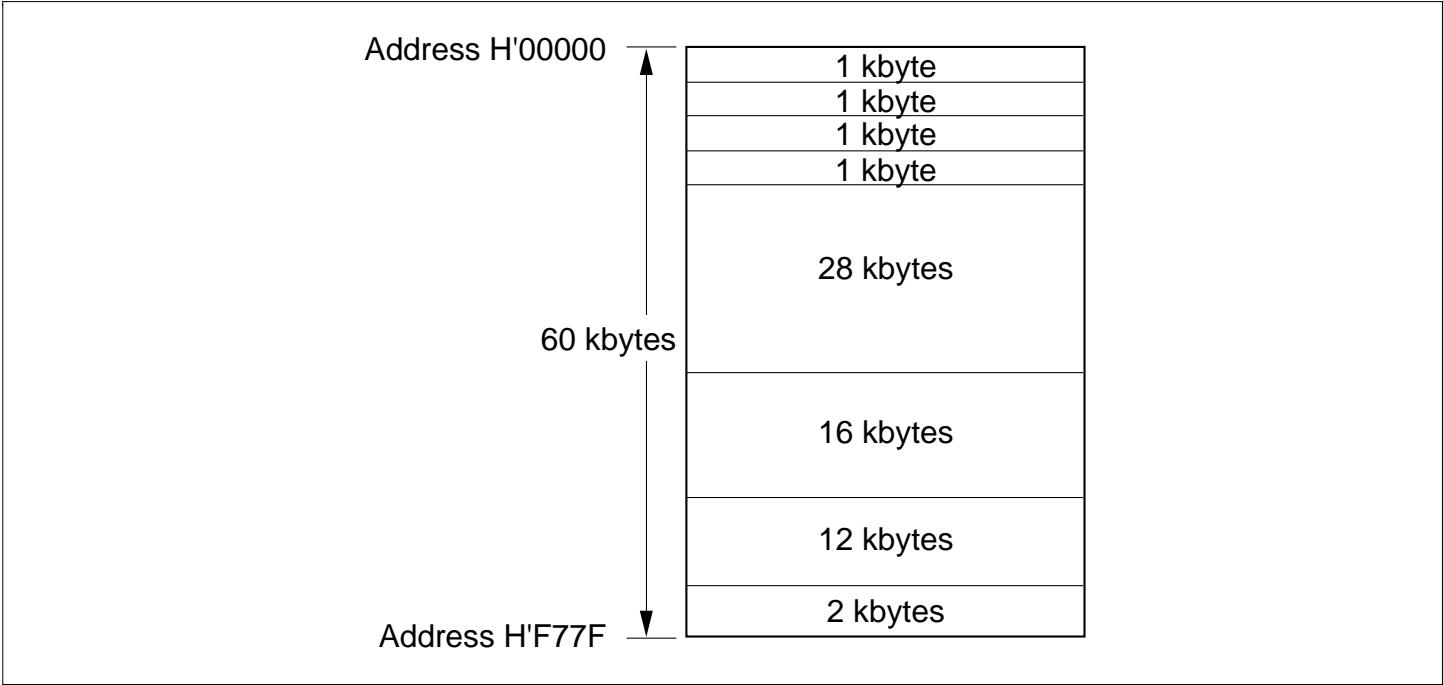 Address H'00000
1 kbyte
1 kbyte
1 kbyte
1 kbyte
28 kbytes
60 kbytes
16 kbytes
12 kbytes
2 kbytes
Address H'F77F